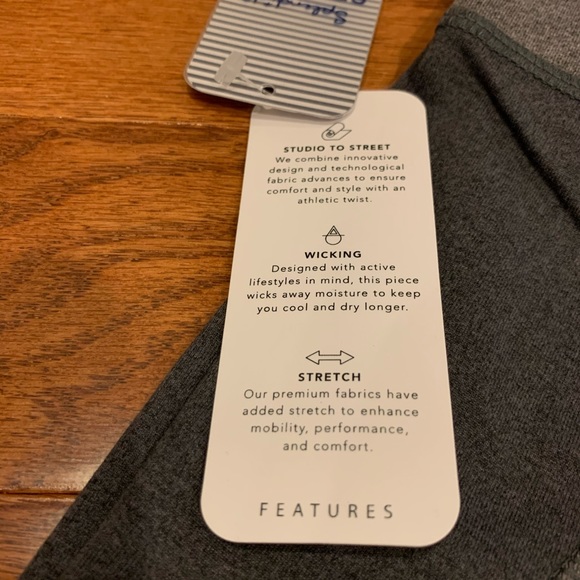 Splendid
STUDIO TO STREET
We combine innovative
design and technological
fabric advances to ensure
comfort and style with an
athletic twist.
WICKING
Designed with active
lifestyles in mind, this piece
wicks away moisture to keep
you cool and dry longer.
STRETCH
Our premium fabrics have
added stretch to enhance
mobility, performance,
and comfort.
FEATURES